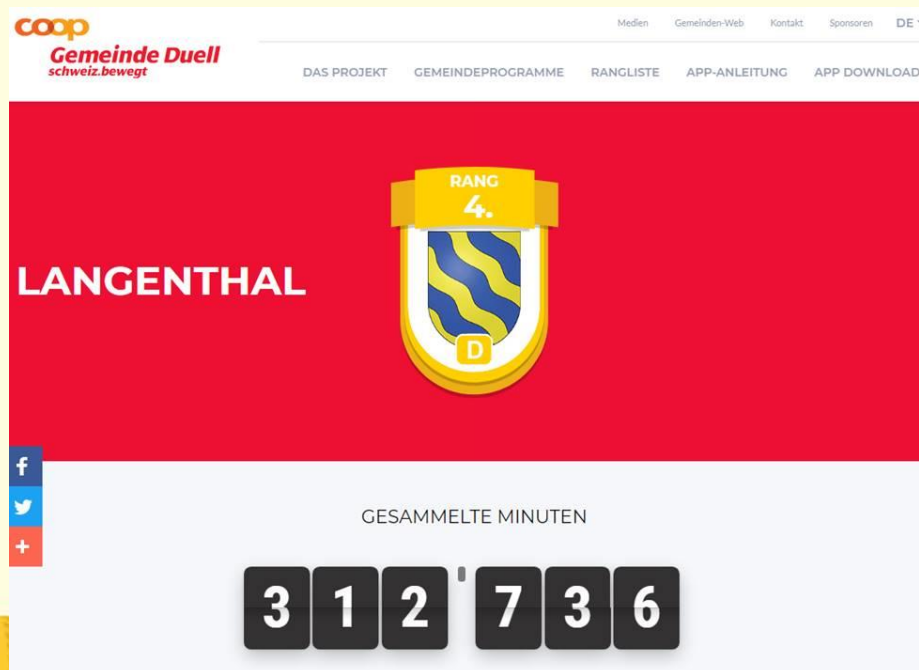 coop
Gemeinde Duell
schweiz.bewegt
Medien Gemeinden-Web Kontakt Sponsoren DE
DAS PROJEKT GEMEINDEPROGRAMME RANGLISTE APP-ANLEITUNG APP DOWNLOAD
RANG
4.
LANGENTHAL
D
GESAMMELTE MINUTEN
312'736